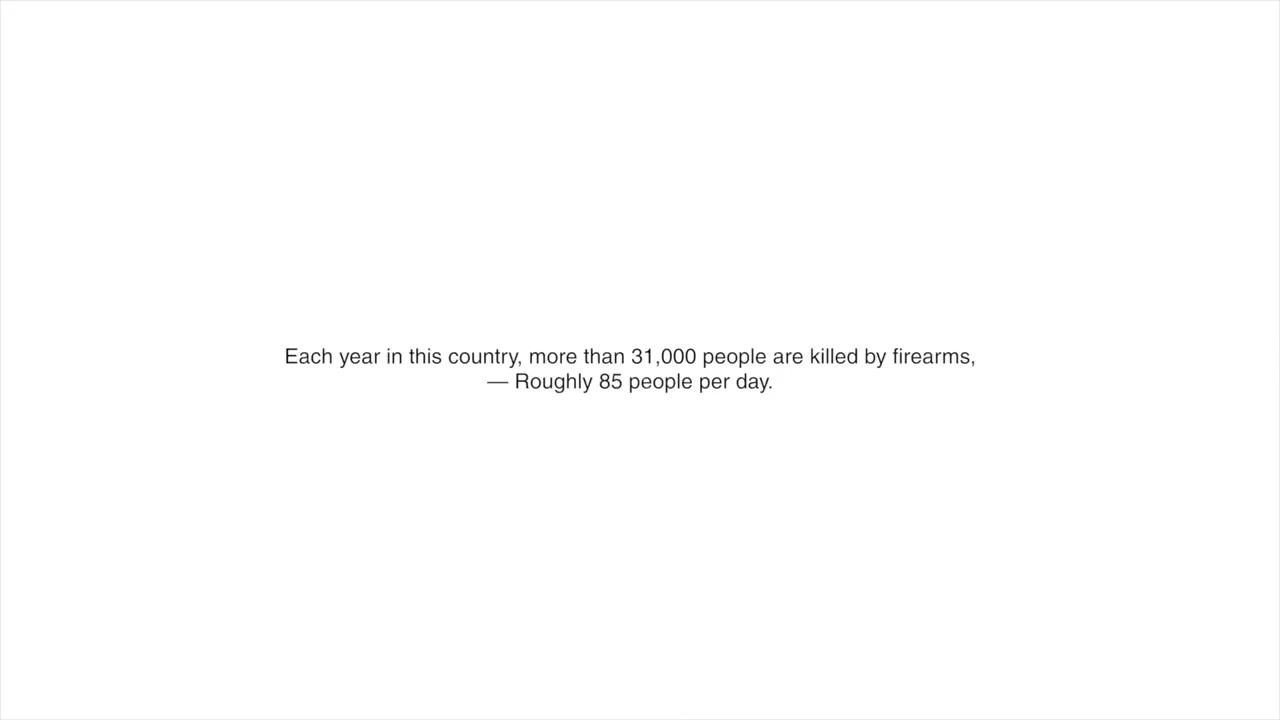 Each year in this country, more than 31,000 people are killed by firearms,
— Roughly 85 people per day.